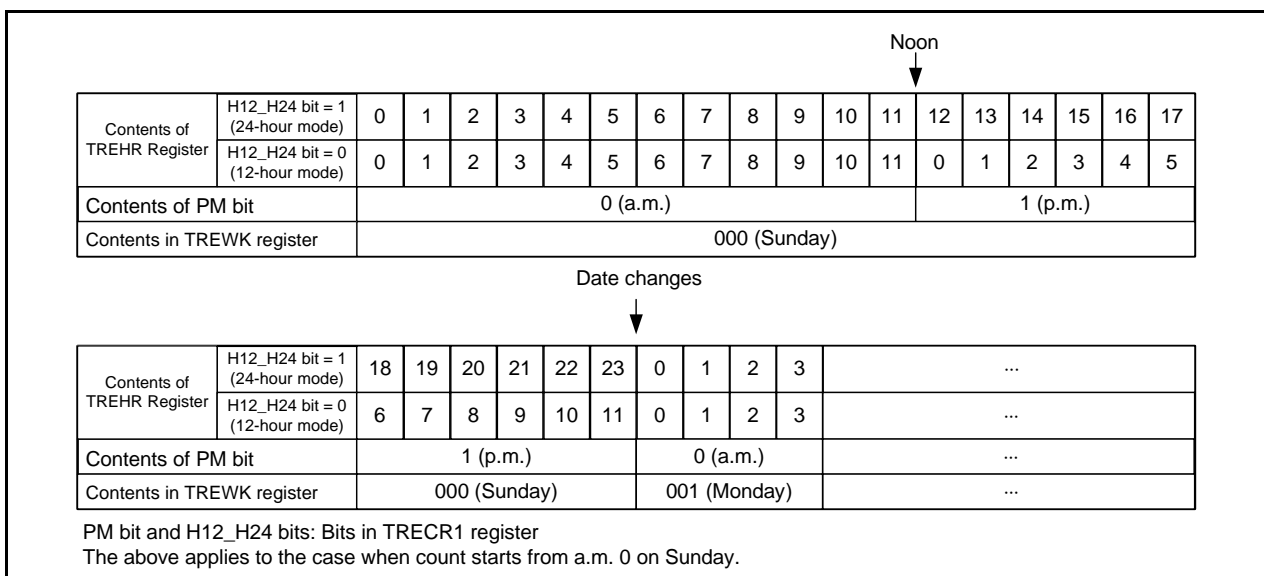 Noon
Contents of TREHR Register
H12_H24 bit = 1 (24-hour mode) 0 1 2 3 4 5 6 7 8 9 10 11 12 13 14 15 16 17
H12_H24 bit = 0 (12-hour mode) 0 1 2 3 4 5 6 7 8 9 10 11 0 1 2 3 4 5
Contents of PM bit 0 (a.m.) 1 (p.m.)
Contents in TREWK register 000 (Sunday)
Date changes
Contents of TREHR Register
H12_H24 bit = 1 (24-hour mode) 18 19 20 21 22 23 0 1 2 3 ...
H12_H24 bit = 0 (12-hour mode) 6 7 8 9 10 11 0 1 2 3 ...
Contents of PM bit 1 (p.m.) 0 (a.m.) ...
Contents in TREWK register 000 (Sunday) 001 (Monday) ...
PM bit and H12_H24 bits: Bits in TRECR1 register
The above applies to the case when count starts from a.m. 0 on Sunday.